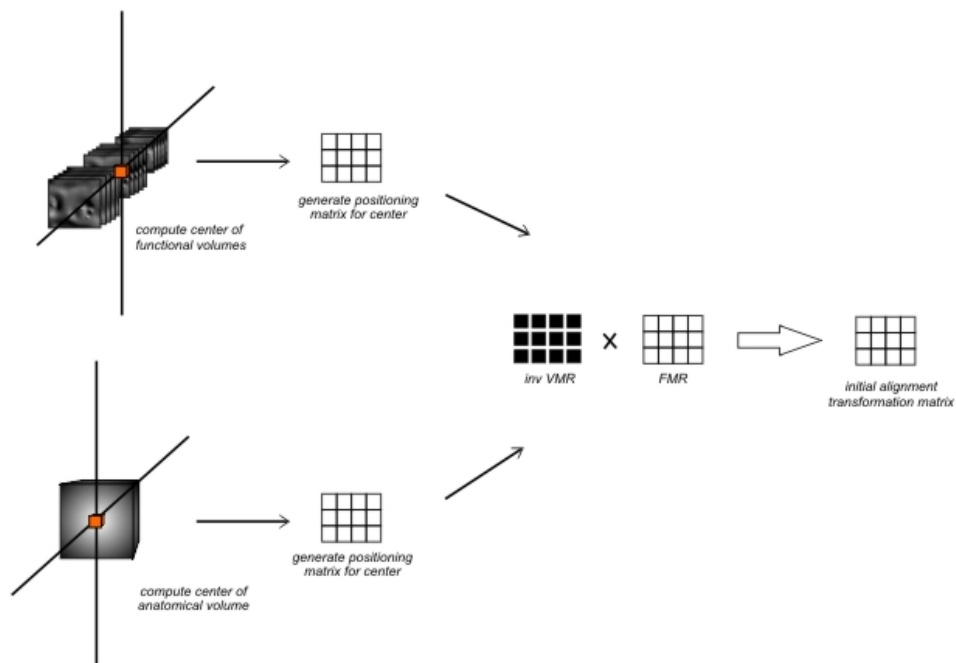 compute center of
functional volumes
generate positioning
matrix for center
inv VMR
x
FMR
initial alignment
transformation matrix
compute center of
anatomical volume
generate positioning
matrix for center